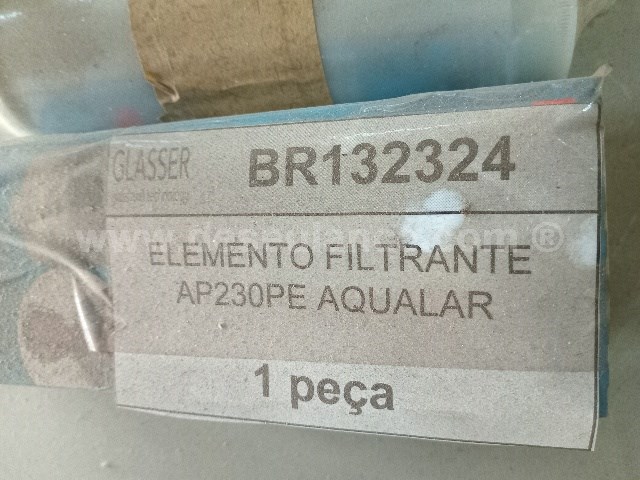 GLASSER
BR132324
ELEMENTO FILTRANTE
AP230PE AQUALAR
1 peça